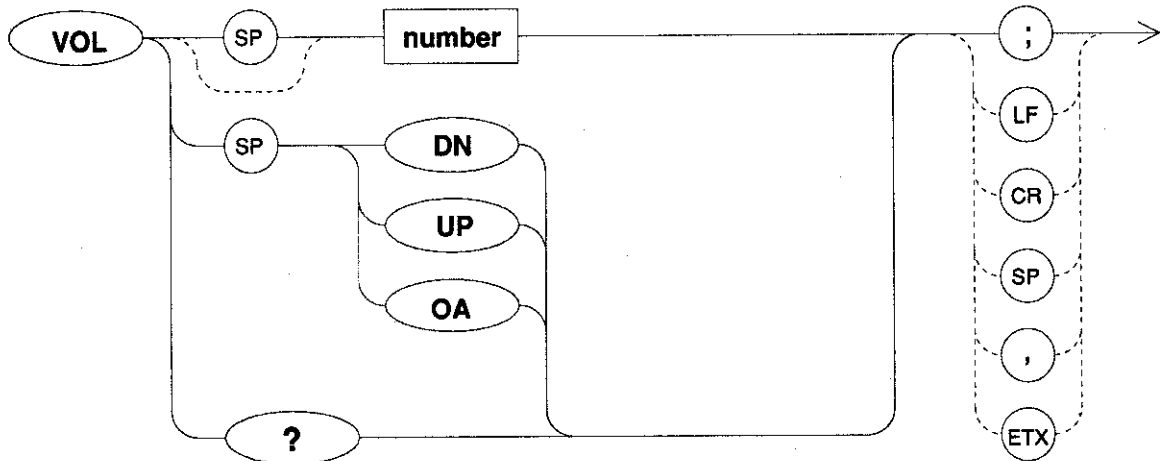 VOL SP number ;
LF
SP DN
CR
UP
SP
OA
,
?
ETX